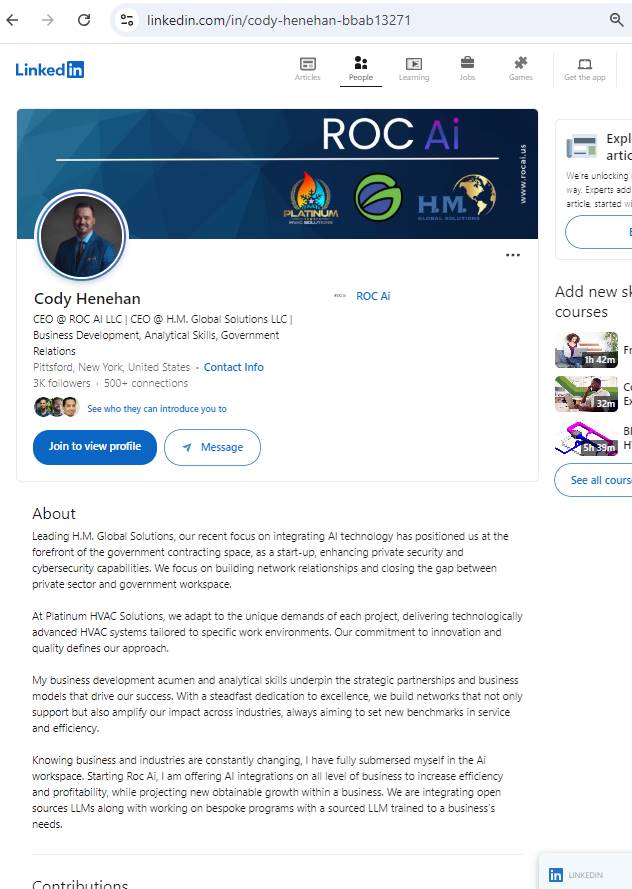 linkedin.com/in/cody-henehan-bbab13271
Linked in
Articles
People
Learning
Jobs
Games
Get the app
ROC Ai
www.rocai.us
PLATINUM
HVAC SOLUTIONS
H.M.
GLOBAL SOLUTIONS
Cody Henehan
ROC Ai
CEO @ ROC AI LLC | CEO @ H.M. Global Solutions LLC |
Business Development, Analytical Skills, Government
Relations
Pittsford, New York, United States · Contact Info
3K followers · 500+ connections
See who they can introduce you to
Join to view profile
Message
About
Leading H.M. Global Solutions, our recent focus on integrating AI technology has positioned us at the
forefront of the government contracting space, as a start-up, enhancing private security and
cybersecurity capabilities. We focus on building network relationships and closing the gap between
private sector and government workspace.
At Platinum HVAC Solutions, we adapt to the unique demands of each project, delivering technologically
advanced HVAC systems tailored to specific work environments. Our commitment to innovation and
quality defines our approach.
My business development acumen and analytical skills underpin the strategic partnerships and business
models that drive our success. With a steadfast dedication to excellence, we build networks that not only
support but also amplify our impact across industries, always aiming to set new benchmarks in service
and efficiency.
Knowing business and industries are constantly changing, I have fully submersed myself in the Ai
workspace. Starting Roc Ai, I am offering AI integrations on all level of business to increase efficiency
and profitability, while projecting new obtainable growth within a business. We are integrating open
sources LLMs along with working on bespoke programs with a sourced LLM trained to a business's
needs.
Contributions
Expl
artic
We're unlocking
way. Experts add
article, started wi
Add new sk
courses
1h 42m
Fr
32m
Co
Ex
5h 39m
Bl
H
See all cours
LINKEDIN